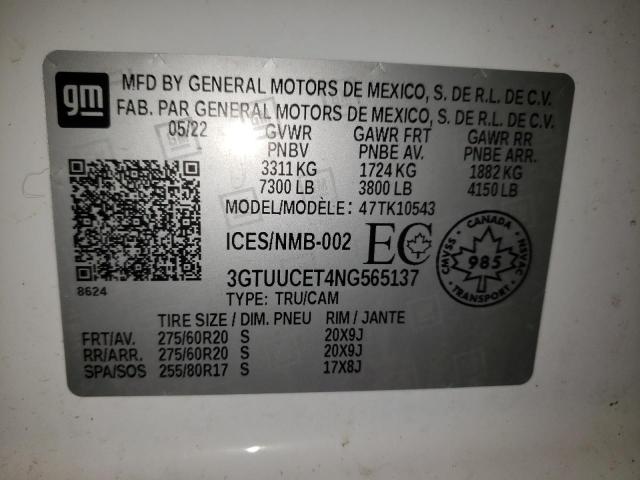 gm
MFD BY GENERAL MOTORS DE MEXICO, S. DE R.L. DE C.V.
FAB. PAR GENERAL MOTORS DE MEXICO, S. DE R.L. DE C.V.
05/22 GVWR GAWR FRT GAWR RR
PNBV PNBE AV. PNBE ARR.
3311 KG 1724 KG 1882 KG
7300 LB 3800 LB 4150 LB
MODEL/MODÈLE: 47TK10543
ICES/NMB-002 EC
CANADA
CMVSS 985 NSVAC
TRANSPORT
3GTUUCET4NG565137
8624
TYPE: TRU/CAM
TIRE SIZE / DIM. PNEU RIM / JANTE
FRT/AV. 275/60R20 S 20X9J
RR/ARR. 275/60R20 S 20X9J
SPA/SOS 255/80R17 S 17X8J